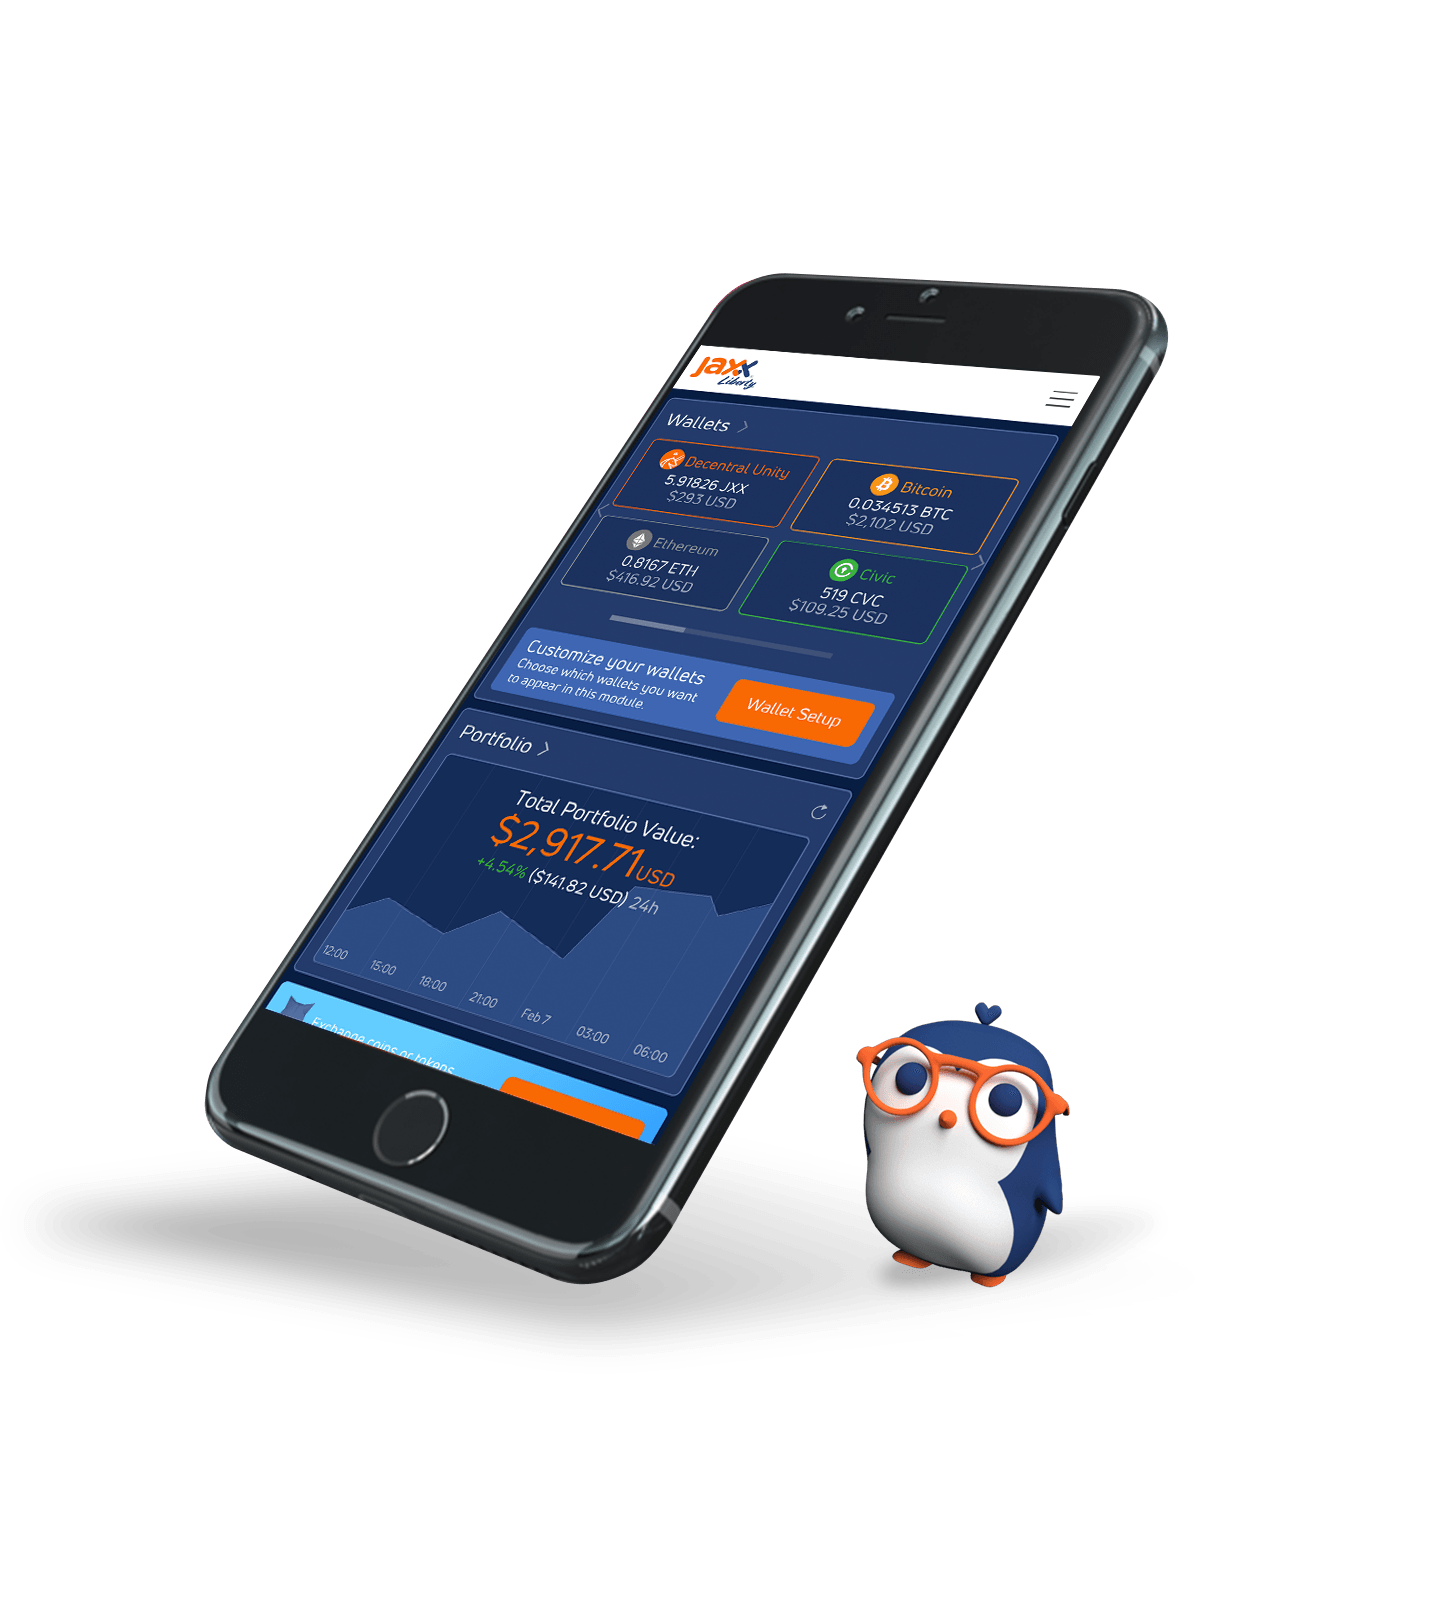 jaxx
Liberty
Wallets
Decentral Unity
5.91826 JXX
$293 USD
Bitcoin
0.034513 BTC
$2,102 USD
Ethereum
0.8167 ETH
$416.92 USD
Civic
519 CVC
$109.25 USD
Customize your wallets
Choose which wallets you want
to appear in this module.
Wallet Setup
Portfolio
Total Portfolio Value:
$2,917.71 USD
+4.54% ($141.82 USD) 24h
12:00 15:00 18:00 21:00 Feb 7 03:00 06:00
Exchange coins or tokens